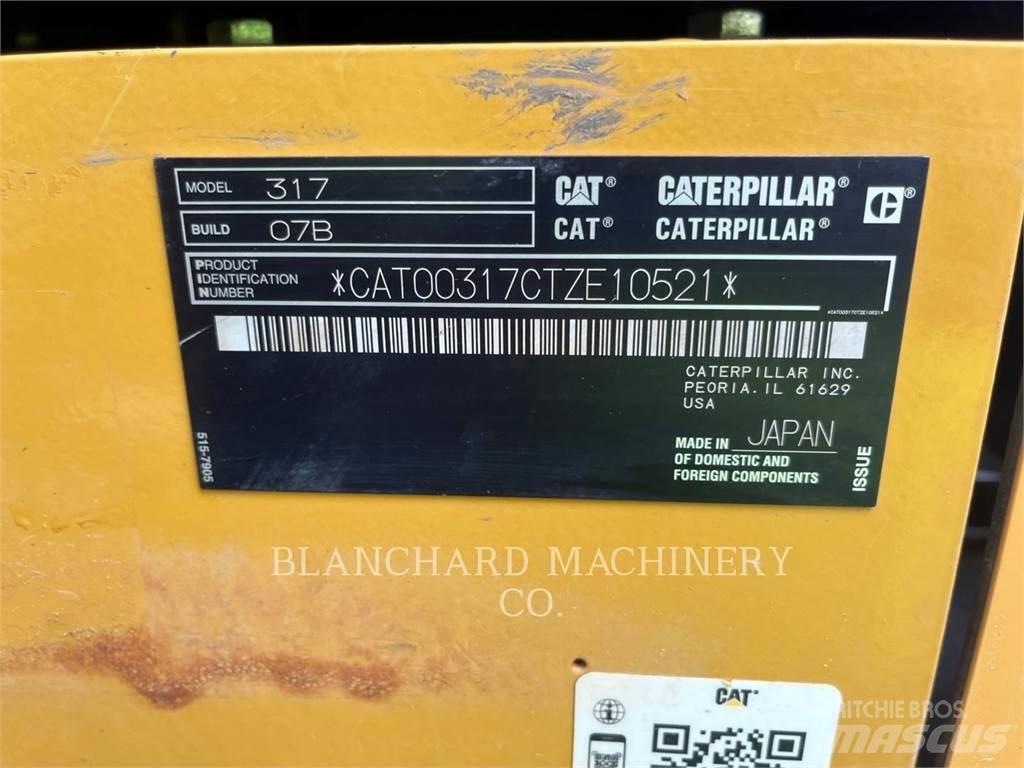 MODEL 317
BUILD 07B
CAT® CATERPILLAR® ®
CAT® CATERPILLAR®
PRODUCT
IDENTIFICATION
NUMBER
*CAT00317CTZE10521*
*CAT00317CTZE10521*
CATERPILLAR INC.
PEORIA. IL 61629
USA
MADE IN JAPAN
OF DOMESTIC AND
FOREIGN COMPONENTS
515-7905
ISSUE
BLANCHARD MACHINERY
CO.
CAT
RITCHIE BROS.
MASCUS